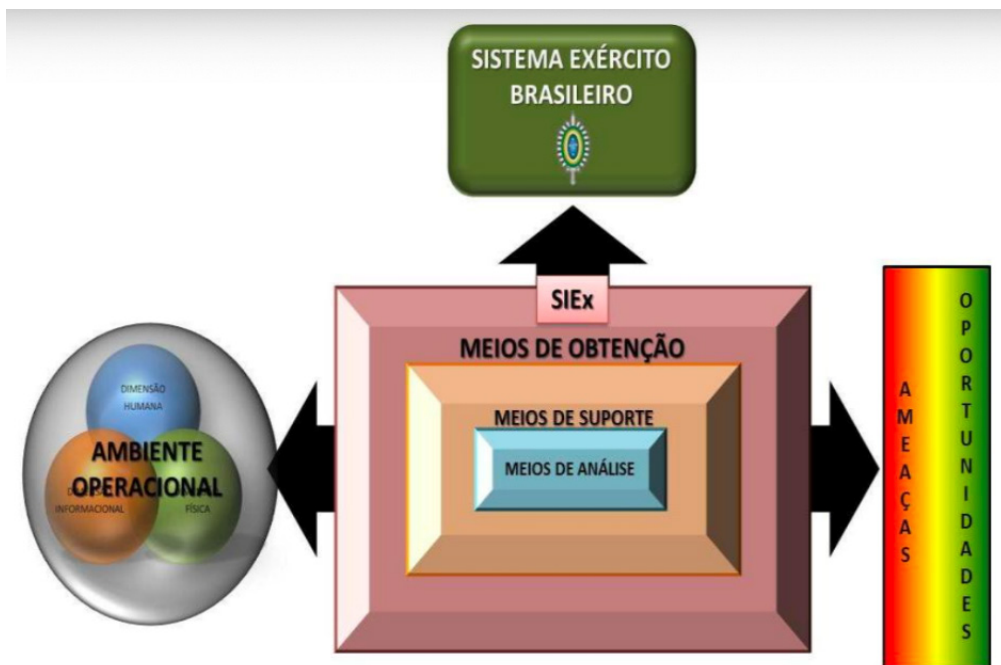 SISTEMA EXÉRCITO
BRASILEIRO
SIEx
MEIOS DE OBTENÇÃO
MEIOS DE SUPORTE
MEIOS DE ANÁLISE
DIMENSÃO
HUMANA
AMBIENTE
OPERACIONAL
INFORMACIONAL
FÍSICA
AMEAÇAS
OPORTUNIDADES